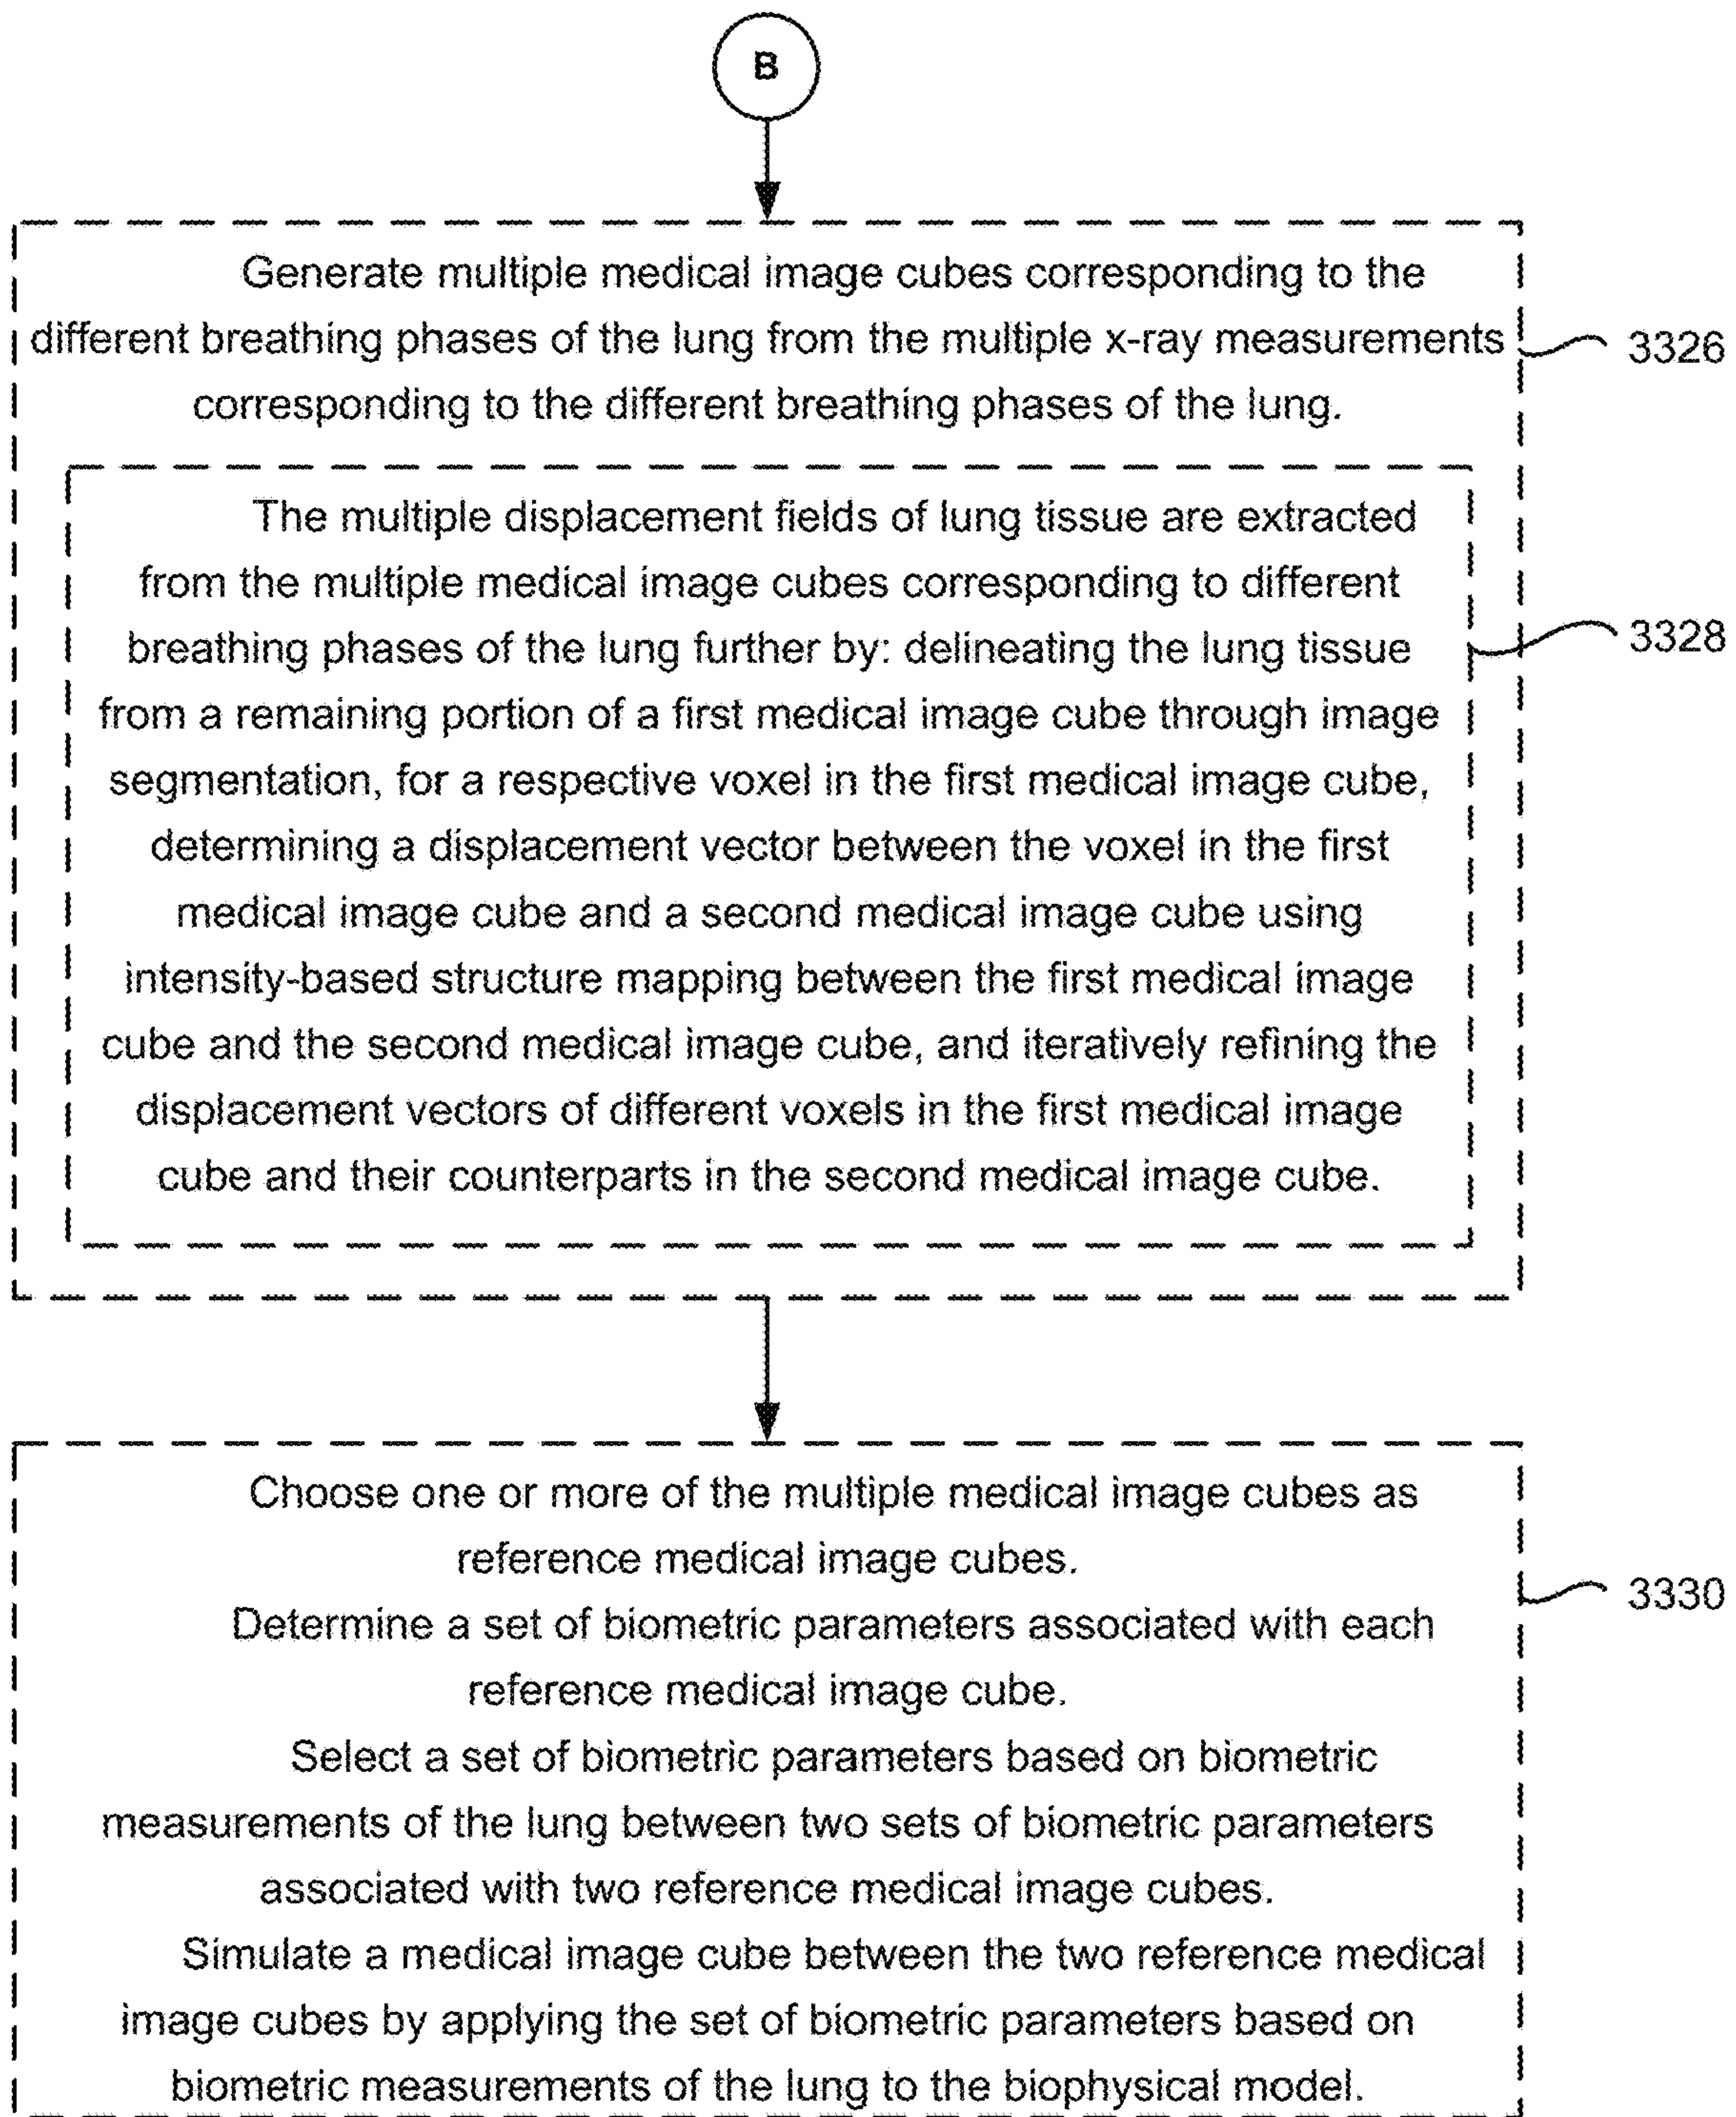 B
Generate multiple medical image cubes corresponding to the
different breathing phases of the lung from the multiple x-ray measurements
corresponding to the different breathing phases of the lung.
3326
The multiple displacement fields of lung tissue are extracted
from the multiple medical image cubes corresponding to different
breathing phases of the lung further by: delineating the lung tissue
from a remaining portion of a first medical image cube through image
segmentation, for a respective voxel in the first medical image cube,
determining a displacement vector between the voxel in the first
medical image cube and a second medical image cube using
intensity-based structure mapping between the first medical image
cube and the second medical image cube, and iteratively refining the
displacement vectors of different voxels in the first medical image
cube and their counterparts in the second medical image cube.
3328
Choose one or more of the multiple medical image cubes as
reference medical image cubes.
Determine a set of biometric parameters associated with each
reference medical image cube.
Select a set of biometric parameters based on biometric
measurements of the lung between two sets of biometric parameters
associated with two reference medical image cubes.
Simulate a medical image cube between the two reference medical
image cubes by applying the set of biometric parameters based on
biometric measurements of the lung to the biophysical model.
3330